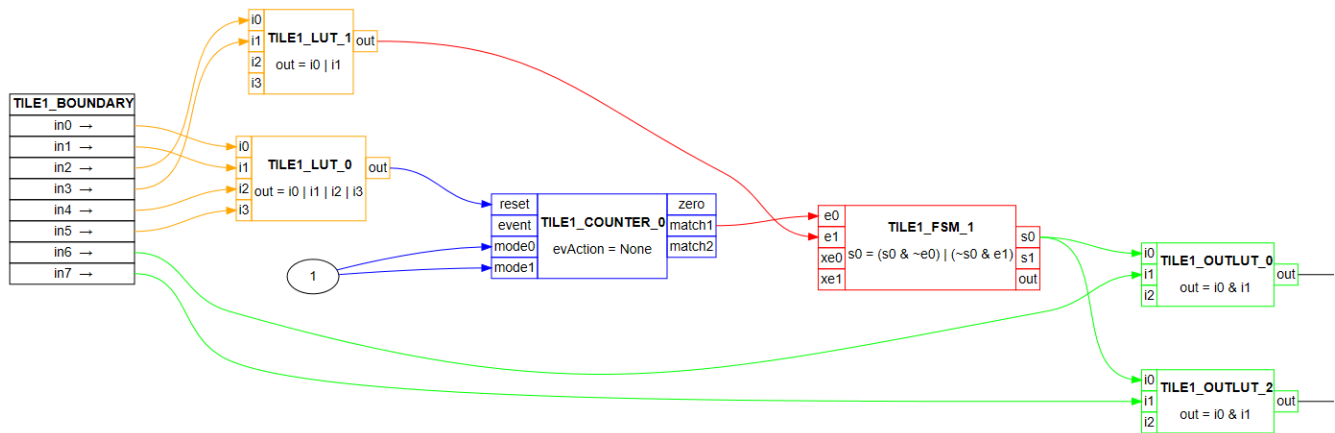 TILE1_BOUNDARY
in0 →
in1 →
in2 →
in3 →
in4 →
in5 →
in6 →
in7 →
i0
i1
i2
i3
TILE1_LUT_1
out = i0 | i1
out
i0
i1
i2
i3
TILE1_LUT_0
out = i0 | i1 | i2 | i3
out
1
reset
event
mode0
mode1
TILE1_COUNTER_0
evAction = None
zero
match1
match2
e0
e1
xe0
xe1
TILE1_FSM_1
s0 = (s0 & ~e0) | (~s0 & e1)
s0
s1
out
i0
i1
i2
TILE1_OUTLUT_0
out = i0 & i1
out
i0
i1
i2
TILE1_OUTLUT_2
out = i0 & i1
out